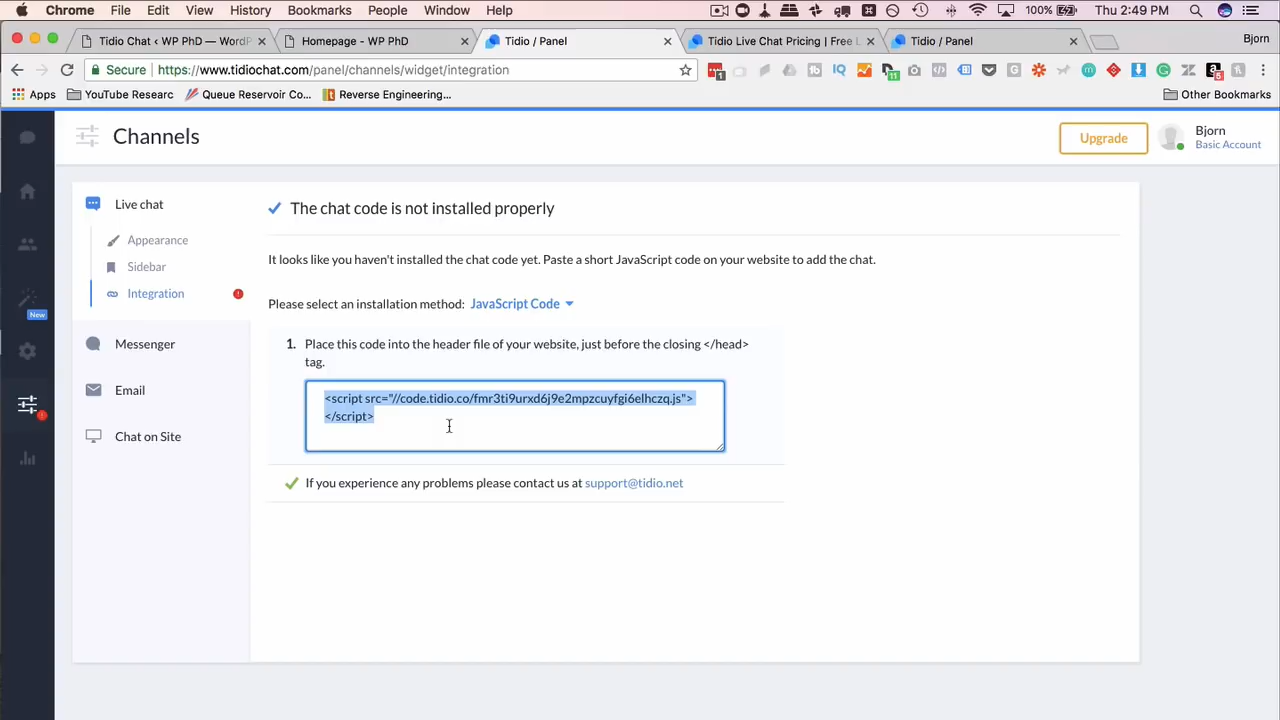 Chrome File Edit View History Bookmarks People Window Help 100% Thu 2:49 PM
Tidio Chat ‹ WP PhD — WordP Homepage - WP PhD Tidio / Panel Tidio Live Chat Pricing | Free L Tidio / Panel Bjorn
Secure https://www.tidiochat.com/panel/channels/widget/integration 1 11 5
Apps YouTube Researc Queue Reservoir Co... Reverse Engineering... Other Bookmarks
Channels
Upgrade
Bjorn
Basic Account
Live chat
Appearance
Sidebar
Integration
New
Messenger
Email
Chat on Site
The chat code is not installed properly
It looks like you haven't installed the chat code yet. Paste a short JavaScript code on your website to add the chat.
Please select an installation method: JavaScript Code
1. Place this code into the header file of your website, just before the closing </head>
tag.
<script src="//code.tidio.co/fmr3ti9urxd6j9e2mpzcuyfgi6elhczq.js">
</script>
If you experience any problems please contact us at support@tidio.net